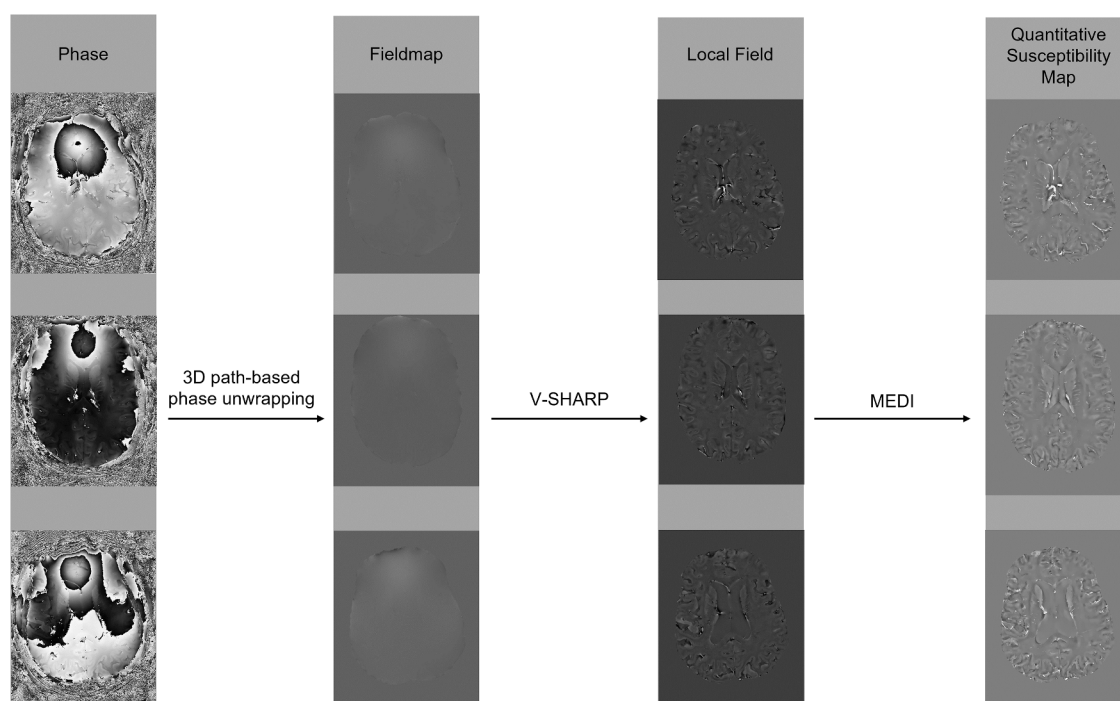 Phase
Fieldmap
Local Field
Quantitative
Susceptibility
Map
3D path-based
phase unwrapping
V-SHARP
MEDI